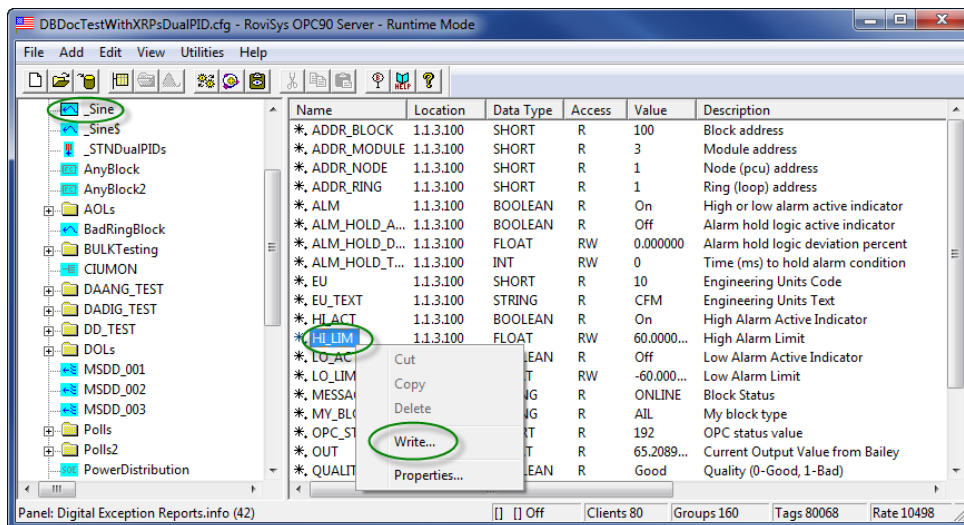 DBDocTestWithXRPsDualPID.cfg - RoviSys OPC90 Server - Runtime Mode
File Add Edit View Utilities Help
HELP
_Sine
_Sine$
_STNDualPIDs
AnyBlock
AnyBlock2
AOLs
BadRingBlock
BULKTesting
CIUMON
DAANG_TEST
DADIG_TEST
DD_TEST
DOLs
MSDD_001
MSDD_002
MSDD_003
Polls
Polls2
PowerDistribution
Name Location Data Type Access Value Description
ADDR_BLOCK 1.1.3.100 SHORT R 100 Block address
ADDR_MODULE 1.1.3.100 SHORT R 3 Module address
ADDR_NODE 1.1.3.100 SHORT R 1 Node (pcu) address
ADDR_RING 1.1.3.100 SHORT R 1 Ring (loop) address
ALM 1.1.3.100 BOOLEAN R On High or low alarm active indicator
ALM_HOLD_A... 1.1.3.100 BOOLEAN R Off Alarm hold logic active indicator
ALM_HOLD_D... 1.1.3.100 FLOAT RW 0.000000 Alarm hold logic deviation percent
ALM_HOLD_T... 1.1.3.100 INT RW 0 Time (ms) to hold alarm condition
EU 1.1.3.100 SHORT R 10 Engineering Units Code
EU_TEXT 1.1.3.100 STRING R CFM Engineering Units Text
HI_ACT 1.1.3.100 BOOLEAN R On High Alarm Active Indicator
HI_LIM 1.1.3.100 FLOAT RW 60.0000... High Alarm Limit
LO_AC LEAN R Off Low Alarm Active Indicator
LO_LIM T RW -60.000... Low Alarm Limit
MESSA NG R ONLINE Block Status
MY_BL NG R AIL My block type
OPC_ST RT R 192 OPC status value
OUT T R 65.2089... Current Output Value from Bailey
QUALIT LEAN R Good Quality (0-Good, 1-Bad)
Cut
Copy
Delete
Write...
Properties...
Panel: Digital Exception Reports.info (42) [] [] Off Clients 80 Groups 160 Tags 80068 Rate 10498